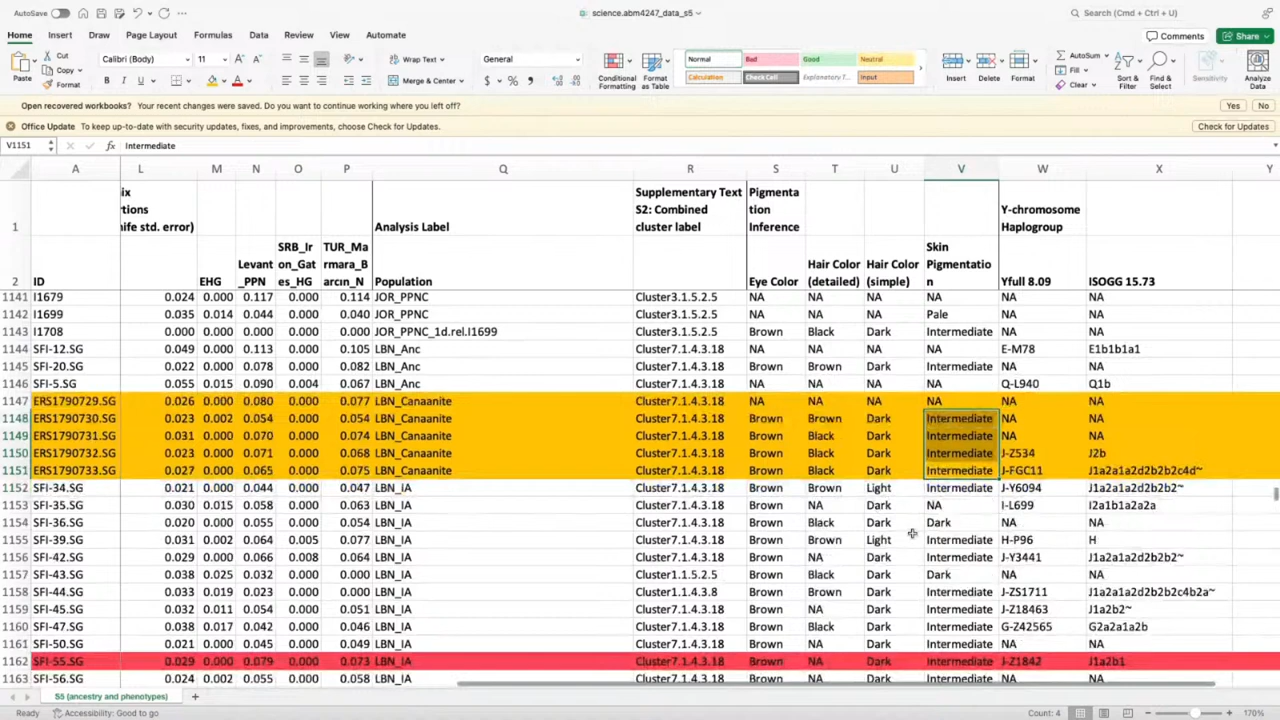 AutoSave science.abm4247_data_s5 Search (Cmd + Ctrl + U)
Home Insert Draw Page Layout Formulas Data Review View Automate Comments Share
Paste Cut Copy Format Calibri (Body) 11 Wrap Text Merge & Center General Conditional Formatting Format as Table Normal Bad Good Neutral Calculation Check Cell Explanatory T... Input Insert Delete Format AutoSum Fill Clear Sort & Filter Find & Select Sensitivity Analyze Data
Open recovered workbooks? Your recent changes were saved. Do you want to continue working where you left off? Yes No
Office Update To keep up-to-date with security updates, fixes, and improvements, choose Check for Updates. Check for Updates
V1151 fx Intermediate
A L M N O P Q R S T U V W X Y
1 ix rtions nife std. error) Analysis Label Supplementary Text S2: Combined cluster label Pigmenta tion Inference Y-chromosome Haplogroup
2 ID EHG Levant _PPN SRB_Ir on_Gat es_HG TUR_Ma rmara_B arcın_N Population Eye Color Hair Color (detailed) Hair Color (simple) Skin Pigmentatio n Yfull 8.09 ISOGG 15.73
1141 I1679 0.024 0.000 0.117 0.000 0.114 JOR_PPNC Cluster3.1.5.2.5 NA NA NA NA NA NA
1142 I1699 0.035 0.014 0.044 0.000 0.040 JOR_PPNC Cluster3.1.5.2.5 NA NA NA Pale NA NA
1143 I1708 0.000 0.000 0.000 0.000 0.000 JOR_PPNC_1d.rel.I1699 Cluster3.1.5.2.5 Brown Black Dark Intermediate NA NA
1144 SFI-12.SG 0.049 0.000 0.113 0.000 0.105 LBN_Anc Cluster7.1.4.3.18 NA NA NA NA E-M78 E1b1b1a1
1145 SFI-20.SG 0.022 0.000 0.078 0.000 0.082 LBN_Anc Cluster7.1.4.3.18 Brown Brown Dark Intermediate NA NA
1146 SFI-5.SG 0.055 0.015 0.090 0.004 0.067 LBN_Anc Cluster7.1.4.3.18 NA NA NA NA Q-L940 Q1b
1147 ERS1790729.SG 0.026 0.000 0.080 0.000 0.077 LBN_Canaanite Cluster7.1.4.3.18 NA NA NA NA NA NA
1148 ERS1790730.SG 0.023 0.002 0.054 0.000 0.054 LBN_Canaanite Cluster7.1.4.3.18 Brown Brown Dark Intermediate NA NA
1149 ERS1790731.SG 0.031 0.000 0.070 0.000 0.074 LBN_Canaanite Cluster7.1.4.3.18 Brown Black Dark Intermediate NA NA
1150 ERS1790732.SG 0.023 0.000 0.071 0.000 0.068 LBN_Canaanite Cluster7.1.4.3.18 Brown Black Dark Intermediate J-Z534 J2b
1151 ERS1790733.SG 0.027 0.000 0.065 0.000 0.075 LBN_Canaanite Cluster7.1.4.3.18 Brown Black Dark Intermediate J-FGC11 J1a2a1a2d2b2b2c4d~
1152 SFI-34.SG 0.021 0.000 0.044 0.000 0.047 LBN_IA Cluster7.1.4.3.18 Brown Brown Light Intermediate J-Y6094 J1a2a1a2d2b2b2~
1153 SFI-35.SG 0.030 0.015 0.058 0.000 0.063 LBN_IA Cluster7.1.4.3.18 Brown NA Dark NA I-L699 I2a1b1a2a2a
1154 SFI-36.SG 0.020 0.000 0.055 0.000 0.054 LBN_IA Cluster7.1.4.3.18 Brown Black Dark Dark NA NA
1155 SFI-39.SG 0.031 0.002 0.064 0.005 0.077 LBN_IA Cluster7.1.4.3.18 Brown Brown Light Intermediate H-P96 H
1156 SFI-42.SG 0.029 0.000 0.066 0.008 0.064 LBN_IA Cluster7.1.4.3.18 Brown NA Dark Intermediate J-Y3441 J1a2a1a2d2b2b2~
1157 SFI-43.SG 0.038 0.025 0.032 0.000 0.000 LBN_IA Cluster1.1.5.2.5 Brown Black Dark Dark NA NA
1158 SFI-44.SG 0.033 0.019 0.023 0.000 0.000 LBN_IA Cluster1.1.4.3.8 Brown Brown Dark Intermediate J-ZS1711 J1a2a1a2d2b2b2c4b2a~
1159 SFI-45.SG 0.032 0.011 0.054 0.000 0.051 LBN_IA Cluster7.1.4.3.18 Brown NA Dark Intermediate J-Z18463 J1a2b2~
1160 SFI-47.SG 0.038 0.017 0.042 0.000 0.046 LBN_IA Cluster7.1.4.3.18 Brown Black Dark Intermediate G-Z42565 G2a2a1a2b
1161 SFI-50.SG 0.021 0.000 0.045 0.000 0.049 LBN_IA Cluster7.1.4.3.18 Brown NA Dark Intermediate NA NA
1162 SFI-55.SG 0.029 0.000 0.079 0.000 0.073 LBN_IA Cluster7.1.4.3.18 Brown NA Dark Intermediate J-Z1842 J1a2b1
1163 SFI-56.SG 0.024 0.002 0.055 0.000 0.058 LBN_IA Cluster7.1.4.3.18 Brown NA Dark Intermediate NA NA
S5 (ancestry and phenotypes) +
Ready Accessibility: Good to go Count: 4 170%